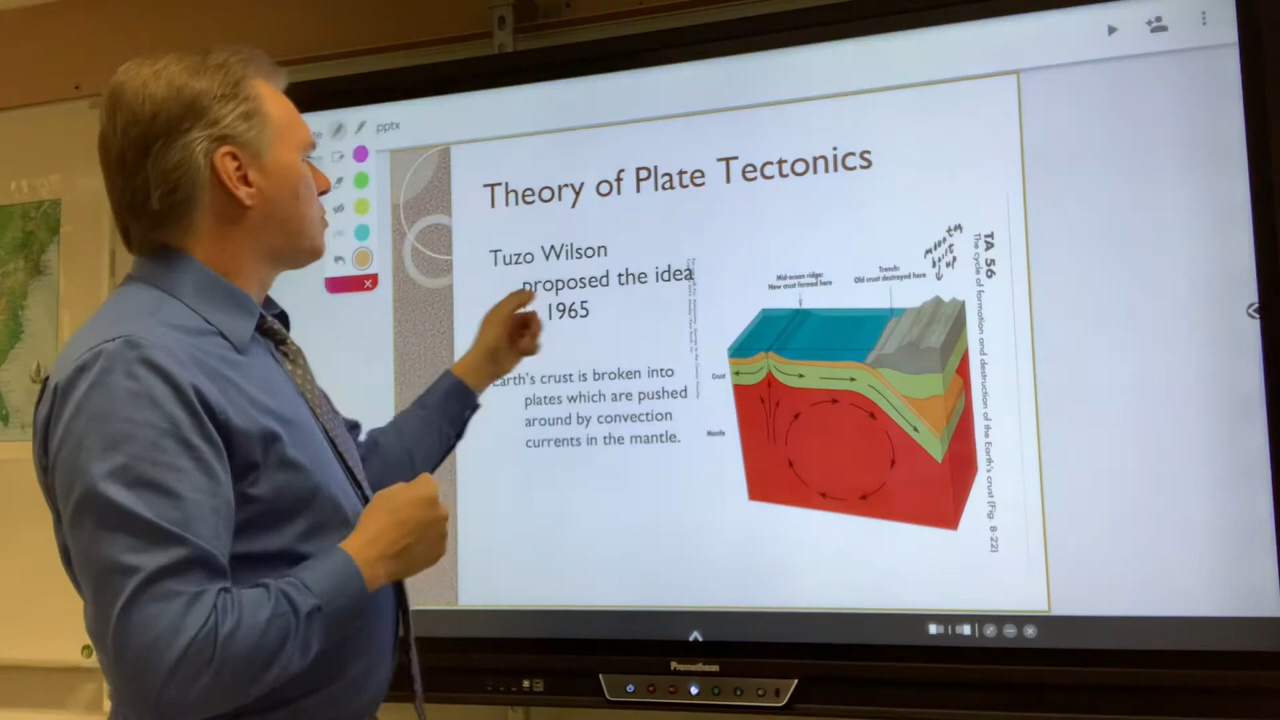 pptx
Theory of Plate Tectonics
Tuzo Wilson
proposed the idea
1965
Earth's crust is broken into
plates which are pushed
around by convection
currents in the mantle.
Mid-ocean ridge:
New crust formed here
Trench:
Old crust destroyed here
mountains
built
up
Crust
Mantle
TA 56
The cycle of formation and destruction of the Earth's crust (Fig. 8-22)
Promethean